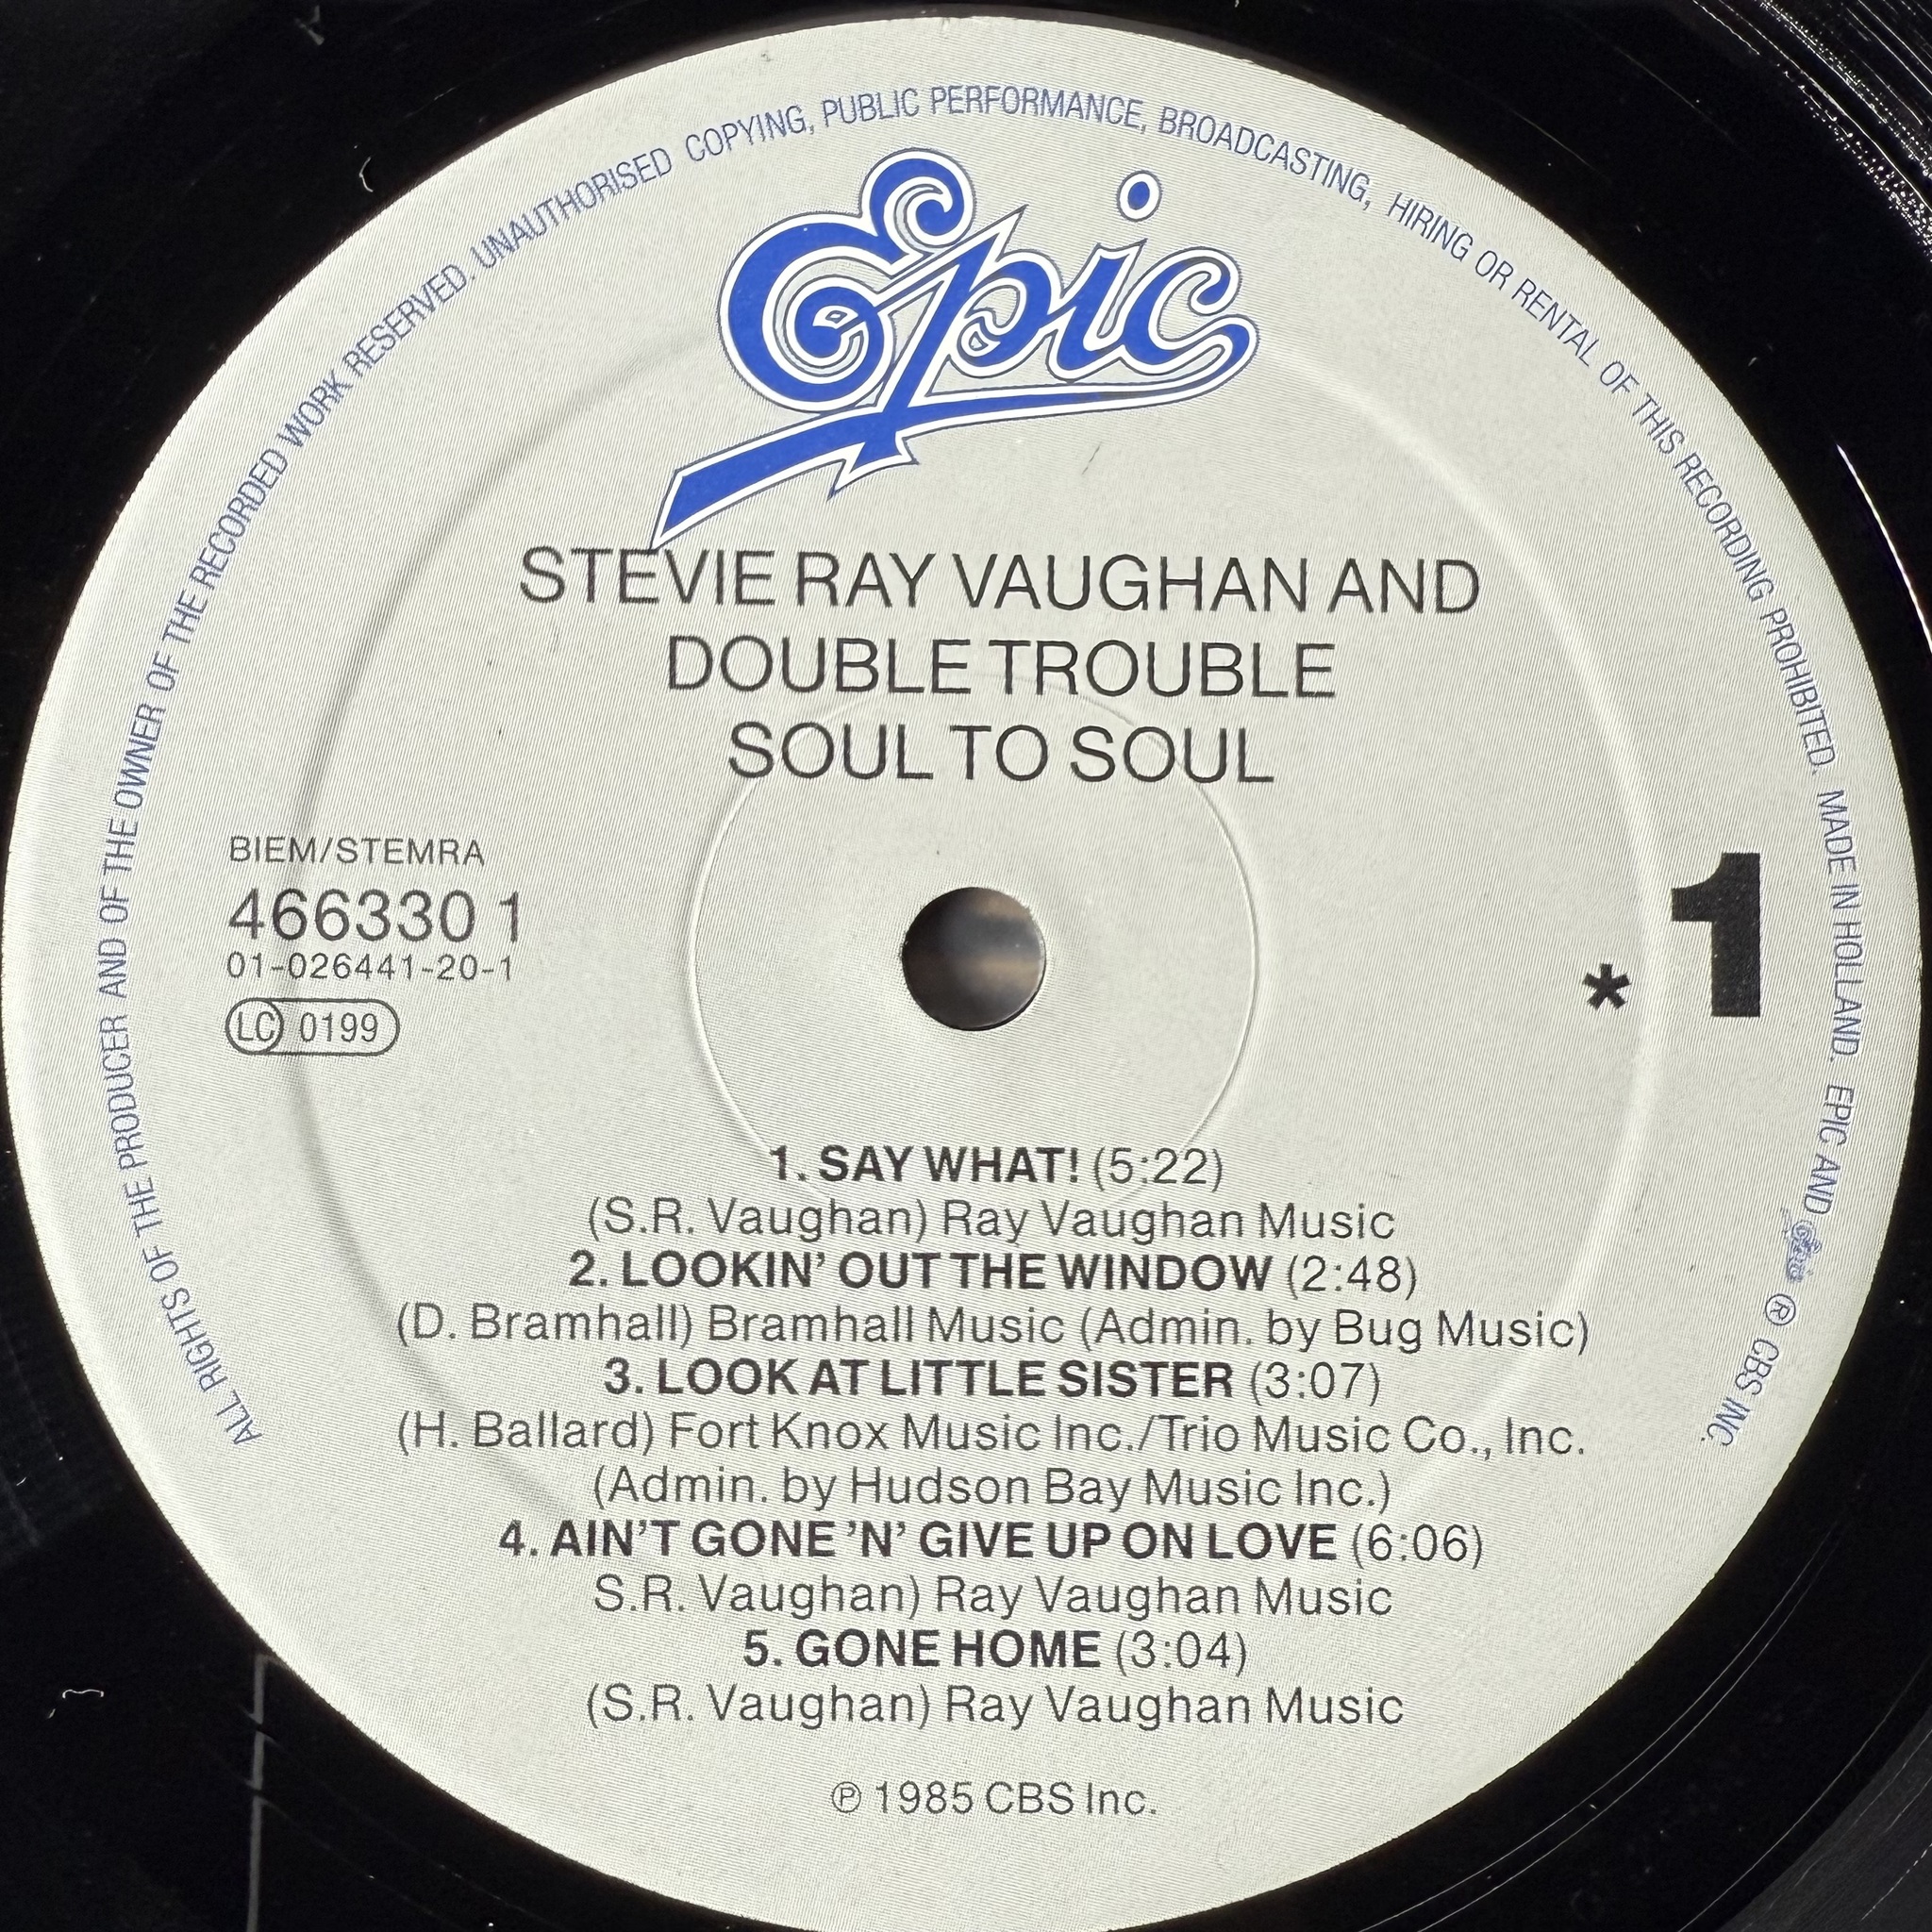 ALL RIGHTS OF THE PRODUCER AND OF THE OWNER OF THE RECORDED WORK RESERVED. UNAUTHORISED COPYING, PUBLIC PERFORMANCE, BROADCASTING, HIRING OR RENTAL OF THIS RECORDING PROHIBITED. MADE IN HOLLAND. EPIC AND Epic ® CBS INC.
Epic
STEVIE RAY VAUGHAN AND
DOUBLE TROUBLE
SOUL TO SOUL
BIEM/STEMRA
466330 1
01-026441-20-1
LC 0199
* 1
1. SAY WHAT! (5:22)
(S.R. Vaughan) Ray Vaughan Music
2. LOOKIN' OUT THE WINDOW (2:48)
(D. Bramhall) Bramhall Music (Admin. by Bug Music)
3. LOOK AT LITTLE SISTER (3:07)
(H. Ballard) Fort Knox Music Inc./Trio Music Co., Inc.
(Admin. by Hudson Bay Music Inc.)
4. AIN'T GONE 'N' GIVE UP ON LOVE (6:06)
S.R. Vaughan) Ray Vaughan Music
5. GONE HOME (3:04)
(S.R. Vaughan) Ray Vaughan Music
℗ 1985 CBS Inc.